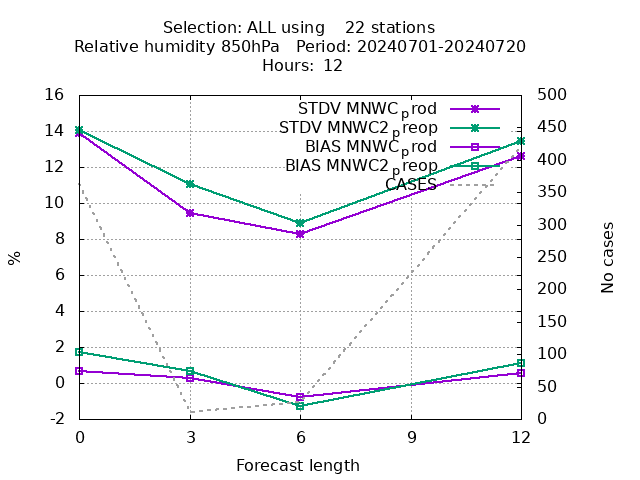 Selection: ALL using    22 stations
Relative humidity 850hPa   Period: 20240701-20240720
Hours:  12
STDV MNWC_prod
STDV MNWC2_preop
BIAS MNWC_prod
BIAS MNWC2_preop
CASES
16
14
12
10
8
6
4
2
0
-2
%
500
450
400
350
300
250
200
150
100
50
0
No cases
0 3 6 9 12
Forecast length